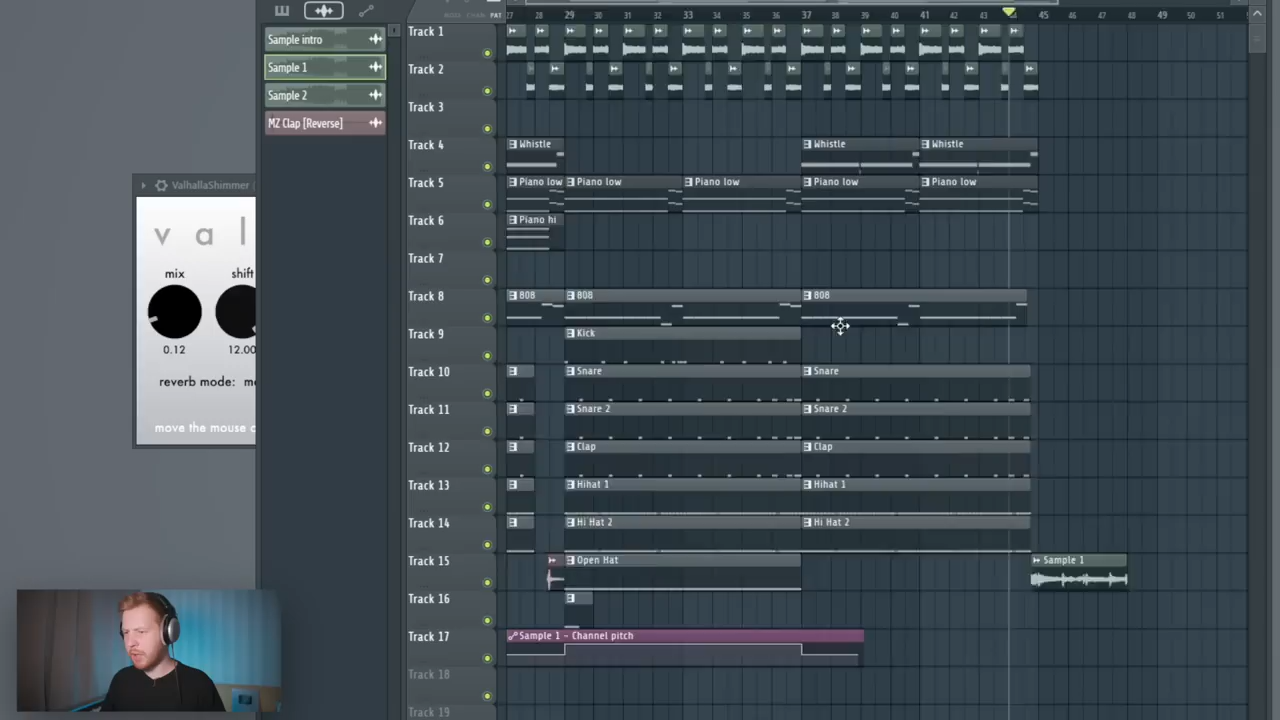 NOTE CHAN PAT
27 28 29 30 31 32 33 34 35 36 37 38 39 40 41 42 43 44 45 46 47 48 49 50 51
Sample intro
Sample 1
Sample 2
MZ Clap [Reverse]
ValhallaShimmer
v a l
mix shift
0.12 12.00
reverb mode: m
move the mouse
Track 1
Track 2
Track 3
Track 4 Whistle Whistle Whistle
Track 5 Piano low Piano low Piano low Piano low Piano low
Track 6 Piano hi
Track 7
Track 8 808 808 808
Track 9 Kick
Track 10 Snare Snare
Track 11 Snare 2 Snare 2
Track 12 Clap Clap
Track 13 Hihat 1 Hihat 1
Track 14 Hi Hat 2 Hi Hat 2
Track 15 Open Hat Sample 1
Track 16
Track 17 Sample 1 - Channel pitch
Track 18
Track 19